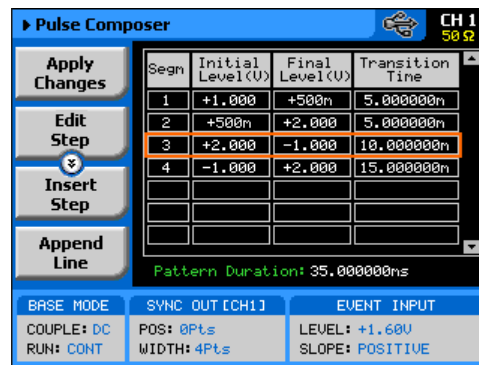 ▸ Pulse Composer
CH 1
50 Ω
Apply
Changes
Edit
Step
Insert
Step
Append
Line
Segn Initial Level(V) Final Level(V) Transition Time
1 +1.000 +500m 5.000000m
2 +500m +2.000 5.000000m
3 +2.000 -1.000 10.000000m
4 -1.000 +2.000 15.000000m
Pattern Duration: 35.000000ms
BASE MODE
COUPLE: DC
RUN: CONT
SYNC OUT [CH1]
POS: 0Pts
WIDTH: 4Pts
EVENT INPUT
LEVEL: +1.60V
SLOPE: POSITIVE